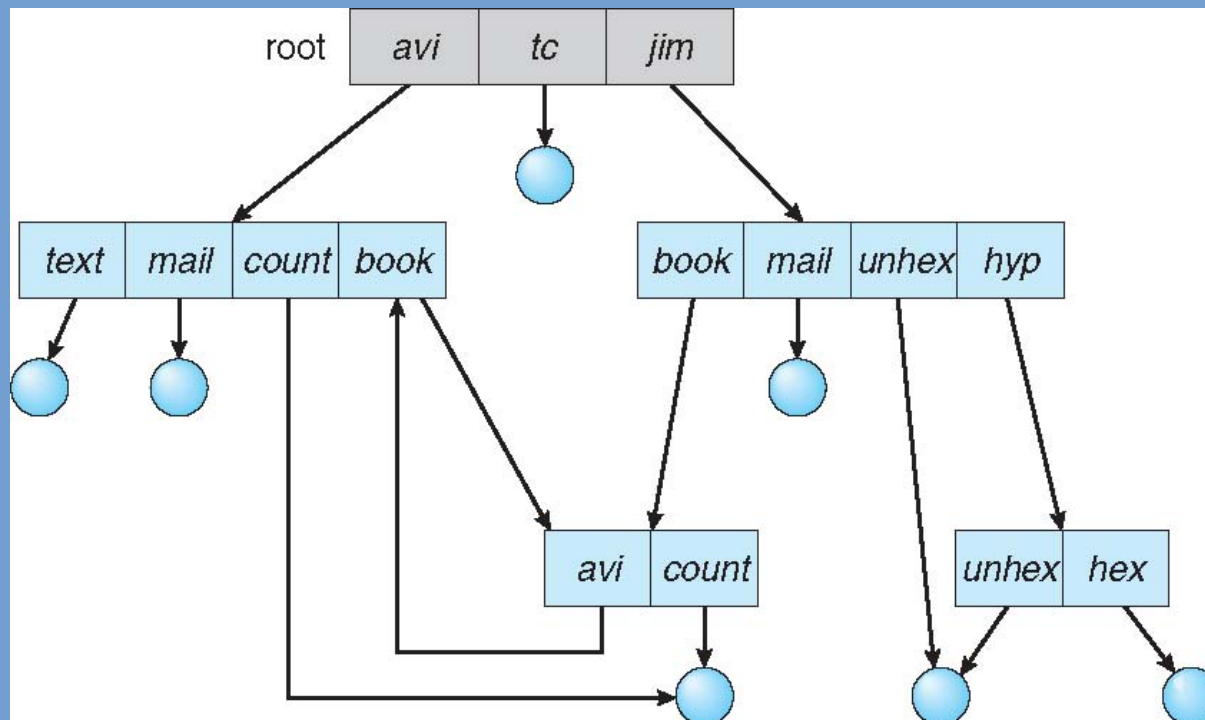 root avi tc jim
text mail count book book mail unhex hyp
avi count unhex hex